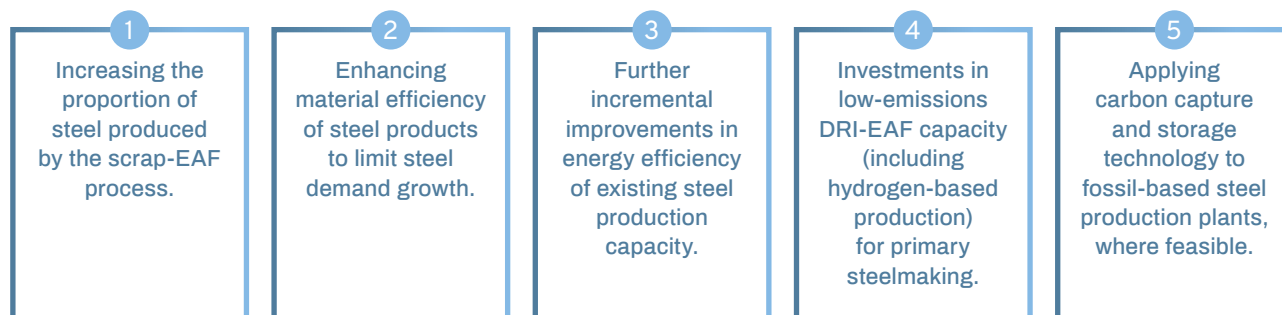 1
Increasing the
proportion of
steel produced
by the scrap-EAF
process.
2
Enhancing
material efficiency
of steel products
to limit steel
demand growth.
3
Further
incremental
improvements in
energy efficiency
of existing steel
production
capacity.
4
Investments in
low-emissions
DRI-EAF capacity
(including
hydrogen-based
production)
for primary
steelmaking.
5
Applying
carbon capture
and storage
technology to
fossil-based steel
production plants,
where feasible.